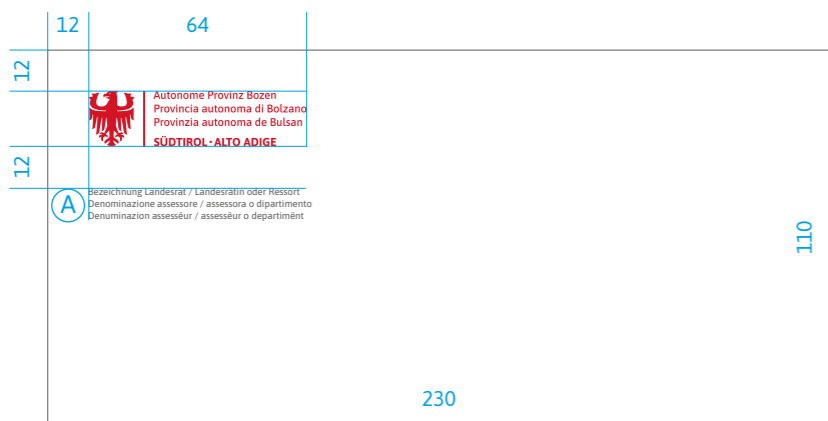 12
64
12
Autonome Provinz Bozen
Provincia autonoma di Bolzano
Provinzia autonoma de Bulsan
SÜDTIROL · ALTO ADIGE
12
A
Bezeichnung Landesrat / Landesrätin oder Ressort
Denominazione assessore / assessora o dipartimento
Denuminazion assessëur / assessëur o departimënt
110
230